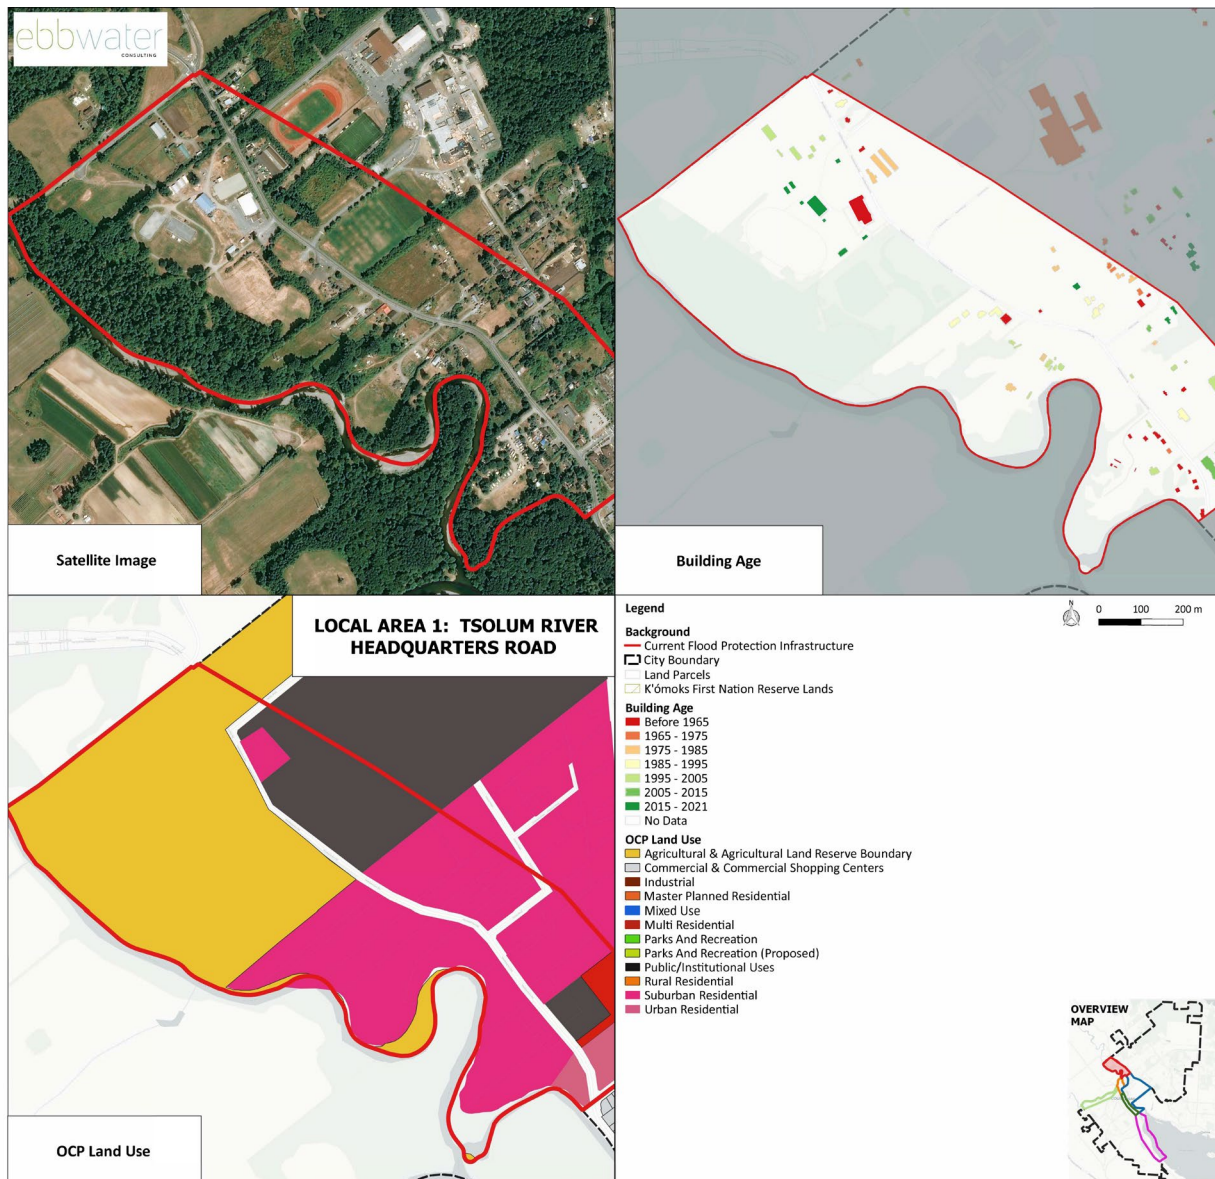 ebbwater
CONSULTING
Satellite Image
Building Age
LOCAL AREA 1: TSOLUM RIVER
HEADQUARTERS ROAD
OCP Land Use
Legend
Background
Current Flood Protection Infrastructure
City Boundary
Land Parcels
K'ómoks First Nation Reserve Lands
Building Age
Before 1965
1965 - 1975
1975 - 1985
1985 - 1995
1995 - 2005
2005 - 2015
2015 - 2021
No Data
OCP Land Use
Agricultural & Agricultural Land Reserve Boundary
Commercial & Commercial Shopping Centers
Industrial
Master Planned Residential
Mixed Use
Multi Residential
Parks And Recreation
Parks And Recreation (Proposed)
Public/Institutional Uses
Rural Residential
Suburban Residential
Urban Residential
N
0 100 200 m
OVERVIEW
MAP